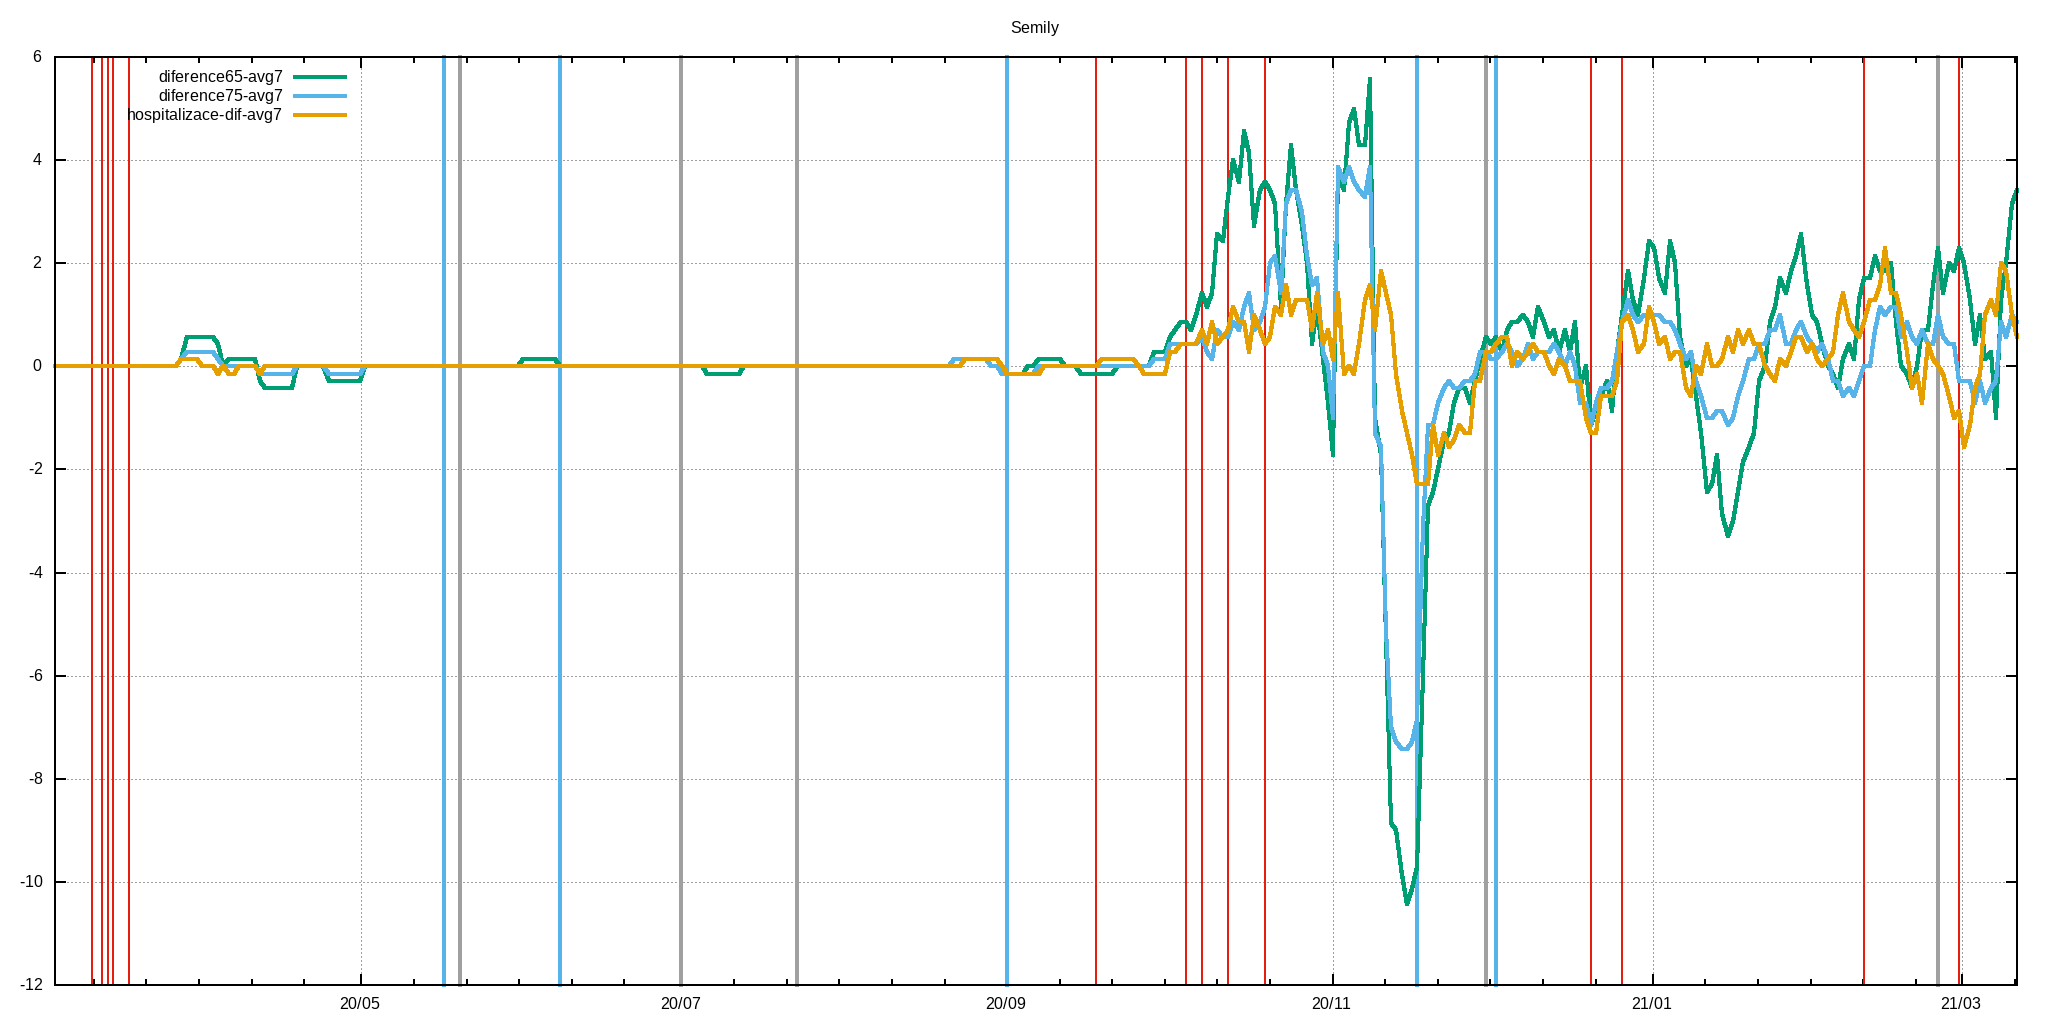 Semily
diference65-avg7
diference75-avg7
hospitalizace-dif-avg7
6
4
2
0
-2
-4
-6
-8
-10
-12
20/05 20/07 20/09 20/11 21/01 21/03